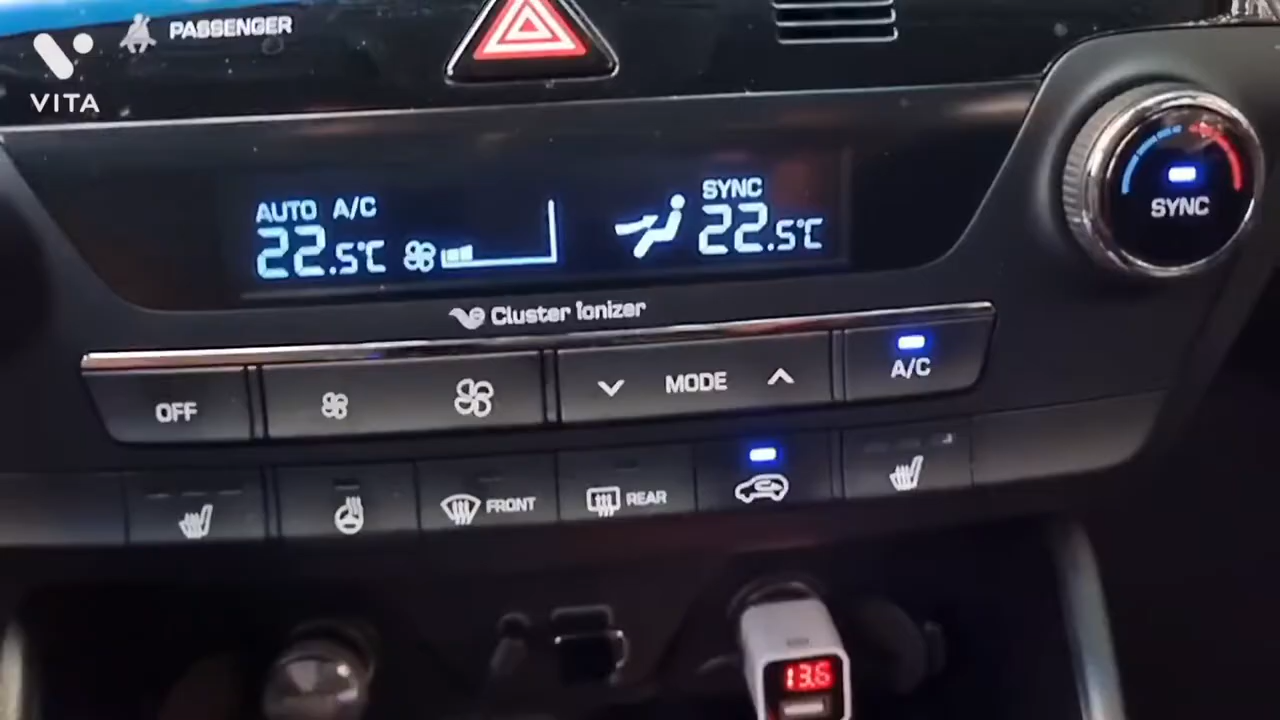 PASSENGER
VITA
AUTO A/C
22.5℃
SYNC
22.5℃
SYNC
Cluster ionizer
OFF
MODE
A/C
FRONT
REAR
13.6